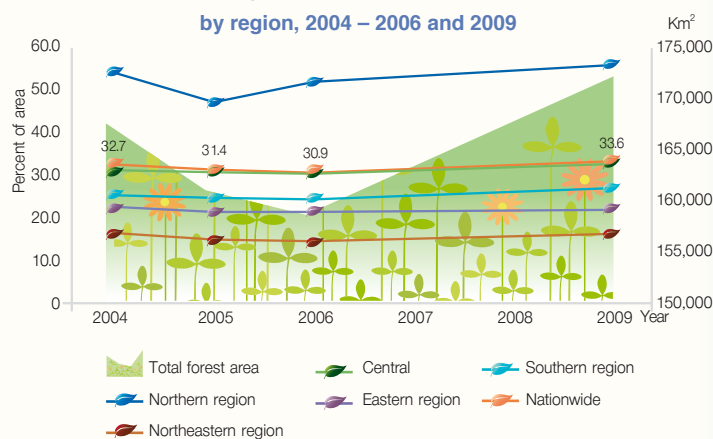 by region, 2004 – 2006 and 2009
Km²
Percent of area
60.0
50.0
40.0
30.0
20.0
10.0
0
175,000
170,000
165,000
160,000
155,000
150,000
32.7
31.4
30.9
33.6
2004 2005 2006 2007 2008 2009 Year
Total forest area Central Southern region
Northern region Eastern region Nationwide
Northeastern region